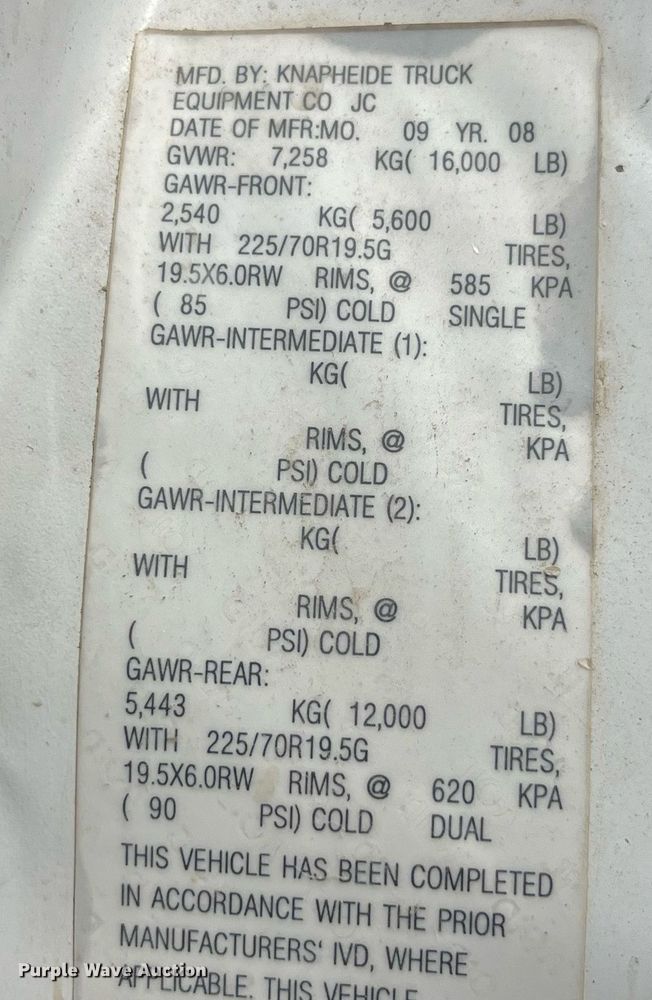 MFD. BY: KNAPHEIDE TRUCK
EQUIPMENT CO JC
DATE OF MFR:MO. 09 YR. 08
GVWR: 7,258 KG( 16,000 LB)
GAWR-FRONT:
2,540 KG( 5,600 LB)
WITH 225/70R19.5G TIRES,
19.5X6.0RW RIMS, @ 585 KPA
( 85 PSI) COLD SINGLE
GAWR-INTERMEDIATE (1):
KG( LB)
WITH TIRES,
RIMS, @ KPA
( PSI) COLD
GAWR-INTERMEDIATE (2):
KG( LB)
WITH TIRES,
RIMS, @ KPA
( PSI) COLD
GAWR-REAR:
5,443 KG( 12,000 LB)
WITH 225/70R19.5G TIRES,
19.5X6.0RW RIMS, @ 620 KPA
( 90 PSI) COLD DUAL
THIS VEHICLE HAS BEEN COMPLETED
IN ACCORDANCE WITH THE PRIOR
MANUFACTURERS' IVD, WHERE
APPLICABLE. THIS VEHICLE
Purple Wave Auction